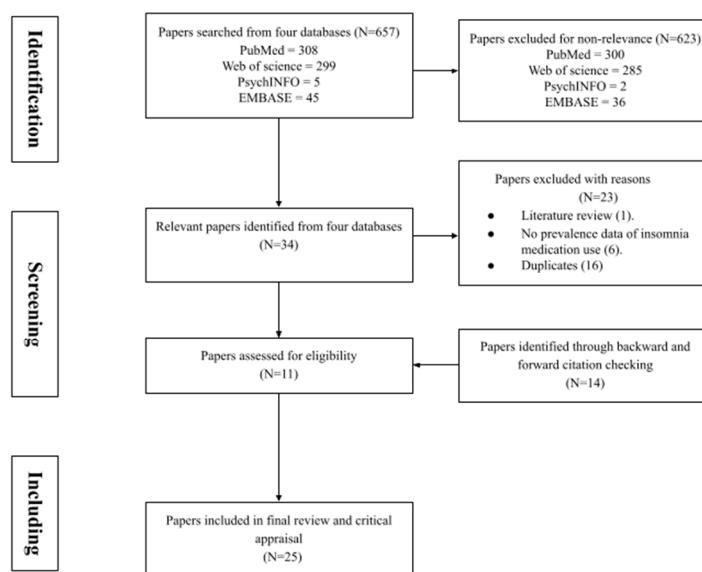 Identification
Papers searched from four databases (N=657)
PubMed = 308
Web of science = 299
PsychINFO = 5
EMBASE = 45
Papers excluded for non-relevance (N=623)
PubMed = 300
Web of science = 285
PsychINFO = 2
EMBASE = 36
Screening
Relevant papers identified from four databases
(N=34)
Papers excluded with reasons
(N=23)
● Literature review (1).
● No prevalence data of insomnia
medication use (6).
● Duplicates (16)
Papers assessed for eligibility
(N=11)
Papers identified through backward and
forward citation checking
(N=14)
Including
Papers included in final review and critical
appraisal
(N=25)